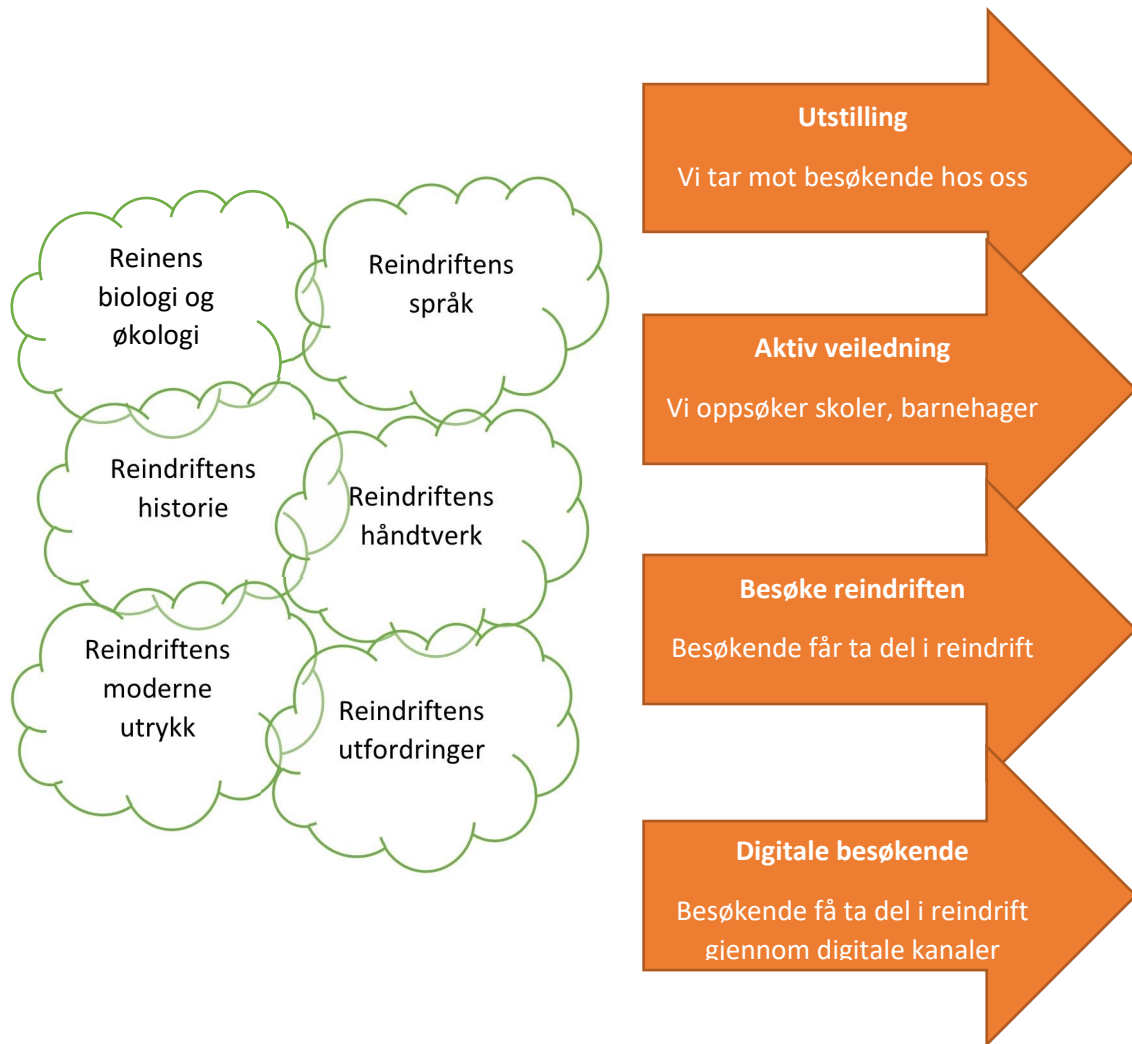 Reinens
biologi og
økologi
Reindriftens
språk
Reindriftens
historie
Reindriftens
håndtverk
Reindriftens
moderne
utrykk
Reindriftens
utfordringer
Utstilling
Vi tar mot besøkende hos oss
Aktiv veiledning
Vi oppsøker skoler, barnehager
Besøke reindriften
Besøkende får ta del i reindrift
Digitale besøkende
Besøkende få ta del i reindrift
gjennom digitale kanaler